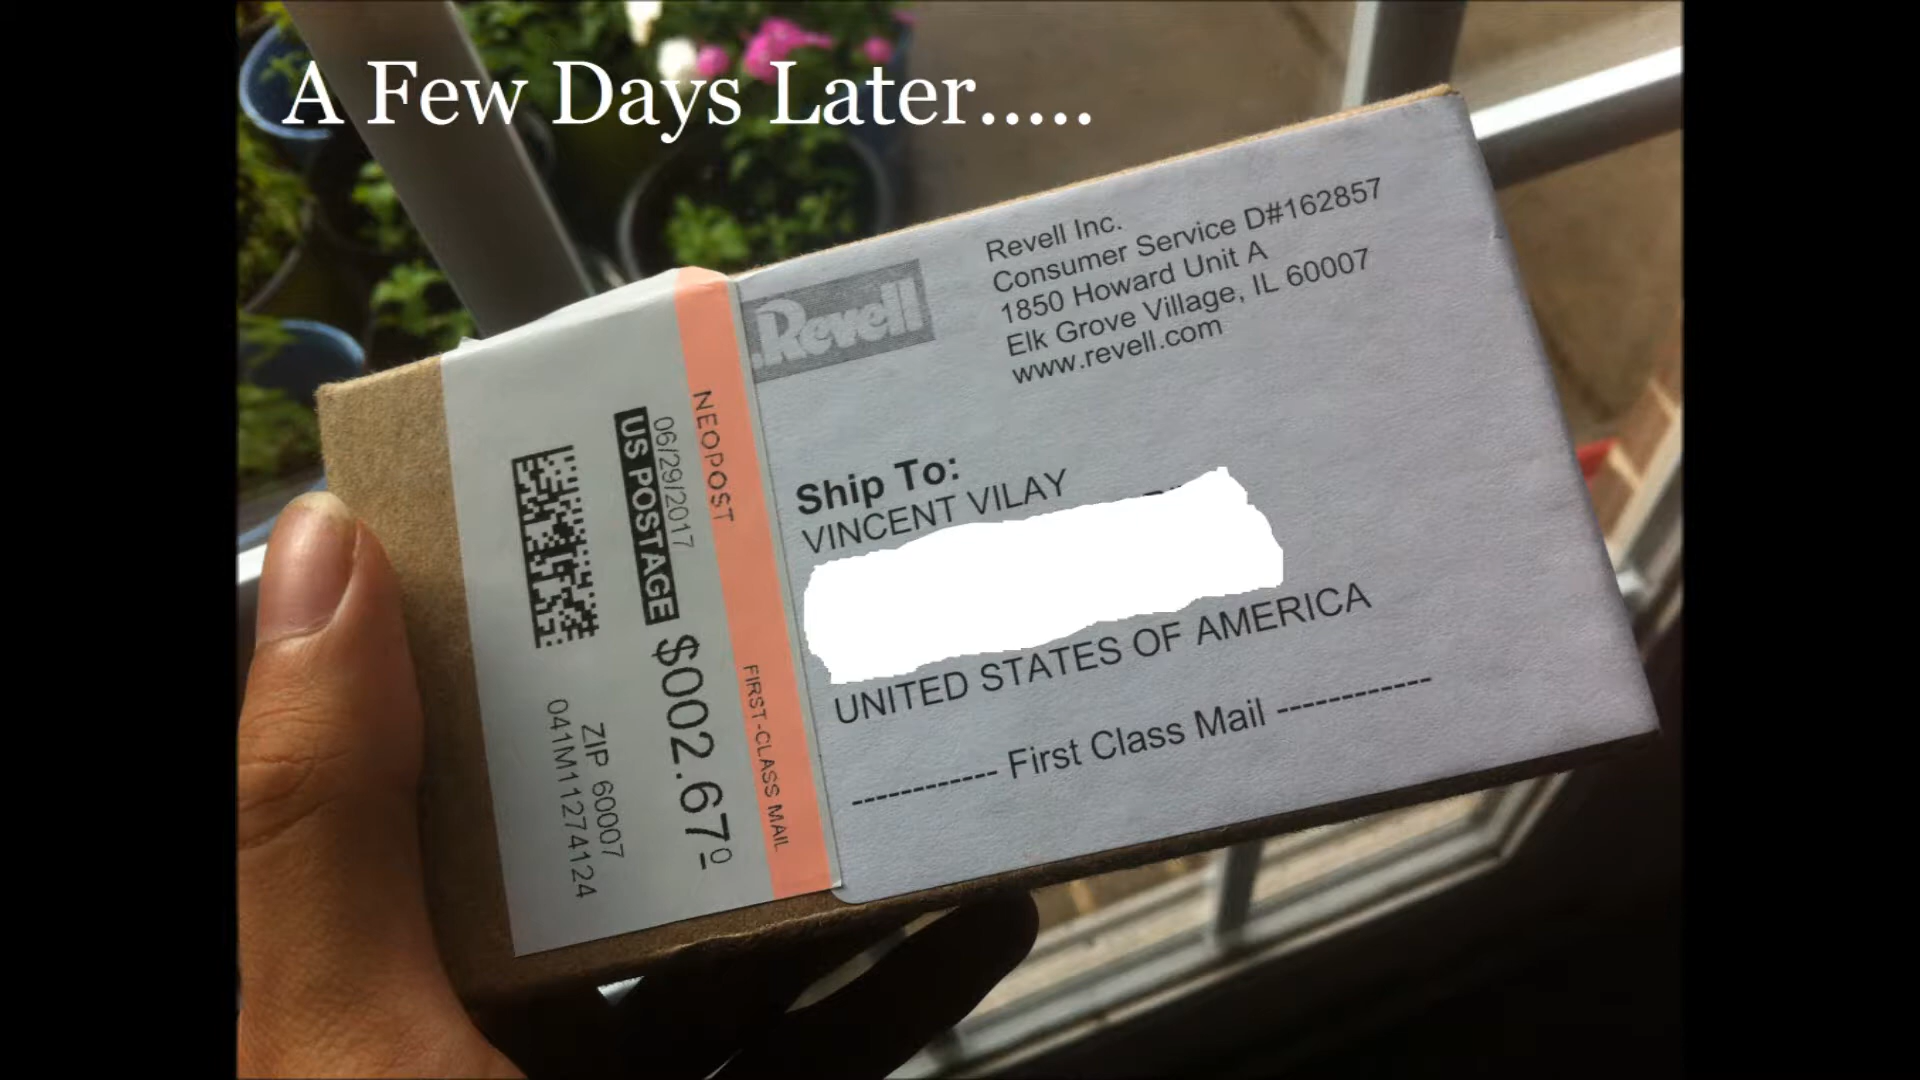 A Few Days Later.....
Revell
Revell Inc.
Consumer Service D#162857
1850 Howard Unit A
Elk Grove Village, IL 60007
www.revell.com
NEOPOST
FIRST-CLASS MAIL
06/29/2017
US POSTAGE $002.67⁰
ZIP 60007
041M11274124
Ship To:
VINCENT VILAY
UNITED STATES OF AMERICA
------------ First Class Mail -------------